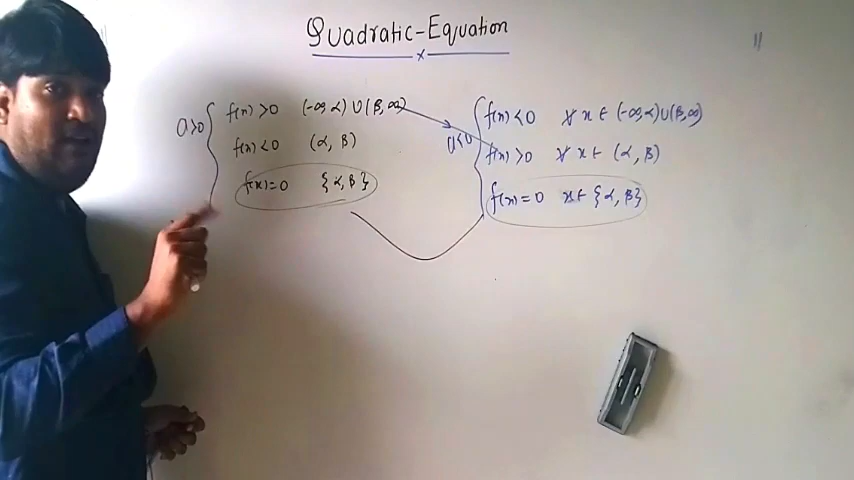 Quadratic-Equation
x
a>0 { f(x) >0 (-∞, α) ∪ (β, ∞)
f(x) <0 (α, β)
f(x) = 0 {α, β}
a<0 { f(x) <0 ∀ x ∈ (-∞, α) ∪ (β, ∞)
f(x) >0 ∀ x ∈ (α, β)
f(x) = 0 x ∈ {α, β}